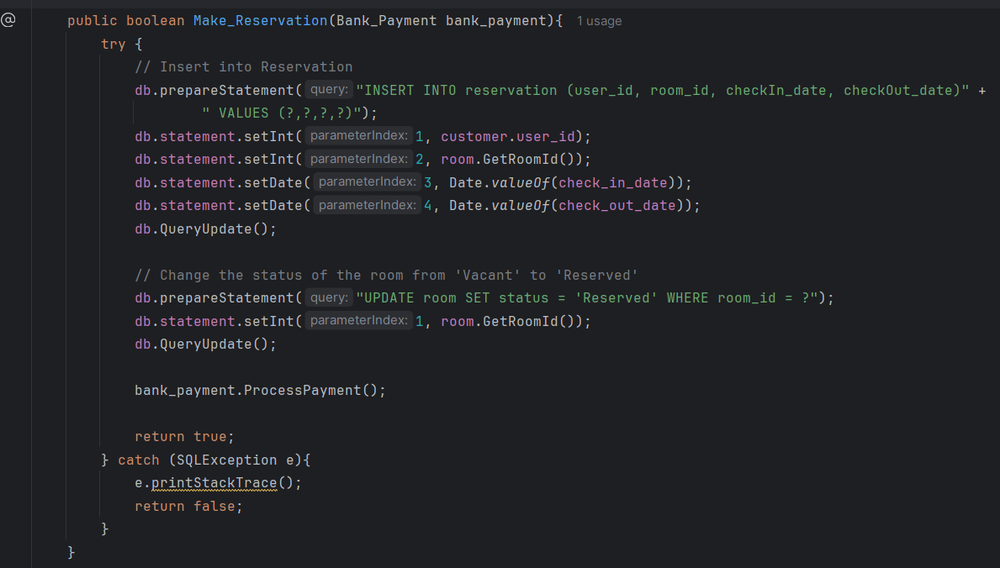 @
public boolean Make_Reservation(Bank_Payment bank_payment){ 1 usage
try {
// Insert into Reservation
db.prepareStatement( query: "INSERT INTO reservation (user_id, room_id, checkIn_date, checkOut_date)" +
" VALUES (?,?,?,?)");
db.statement.setInt( parameterIndex: 1, customer.user_id);
db.statement.setInt( parameterIndex: 2, room.GetRoomId());
db.statement.setDate( parameterIndex: 3, Date.valueOf(check_in_date));
db.statement.setDate( parameterIndex: 4, Date.valueOf(check_out_date));
db.QueryUpdate();
// Change the status of the room from 'Vacant' to 'Reserved'
db.prepareStatement( query: "UPDATE room SET status = 'Reserved' WHERE room_id = ?");
db.statement.setInt( parameterIndex: 1, room.GetRoomId());
db.QueryUpdate();
bank_payment.ProcessPayment();
return true;
} catch (SQLException e){
e.printStackTrace();
return false;
}
}